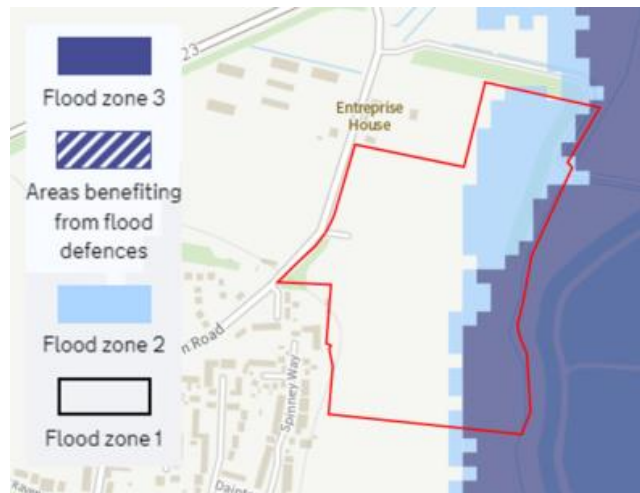 Flood zone 3
Areas benefiting
from flood
defences
Flood zone 2
Flood zone 1
23
Entreprise
House
n Road
Spinney Way